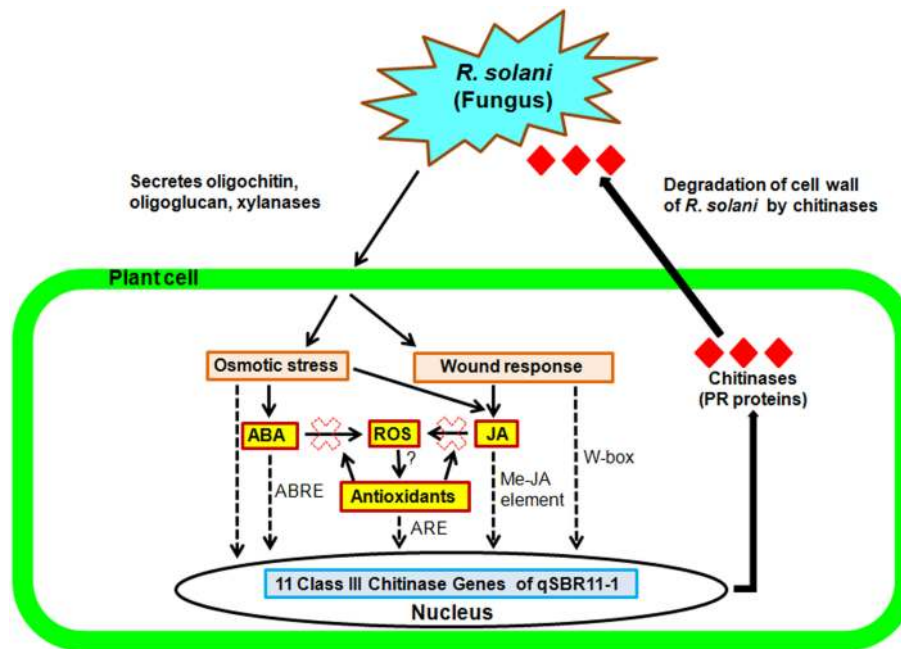 R. solani
(Fungus)
Secretes oligochitin,
oligoglucan, xylanases
Degradation of cell wall
of R. solani by chitinases
Plant cell
Osmotic stress
Wound response
Chitinases
(PR proteins)
ABA
ROS
JA
?
W-box
ABRE
Antioxidants
Me-JA
element
ARE
11 Class III Chitinase Genes of qSBR11-1
Nucleus